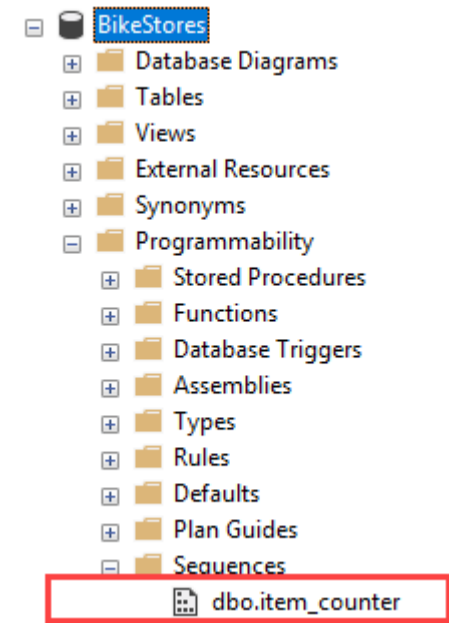 BikeStores
Database Diagrams
Tables
Views
External Resources
Synonyms
Programmability
Stored Procedures
Functions
Database Triggers
Assemblies
Types
Rules
Defaults
Plan Guides
Sequences
dbo.item_counter